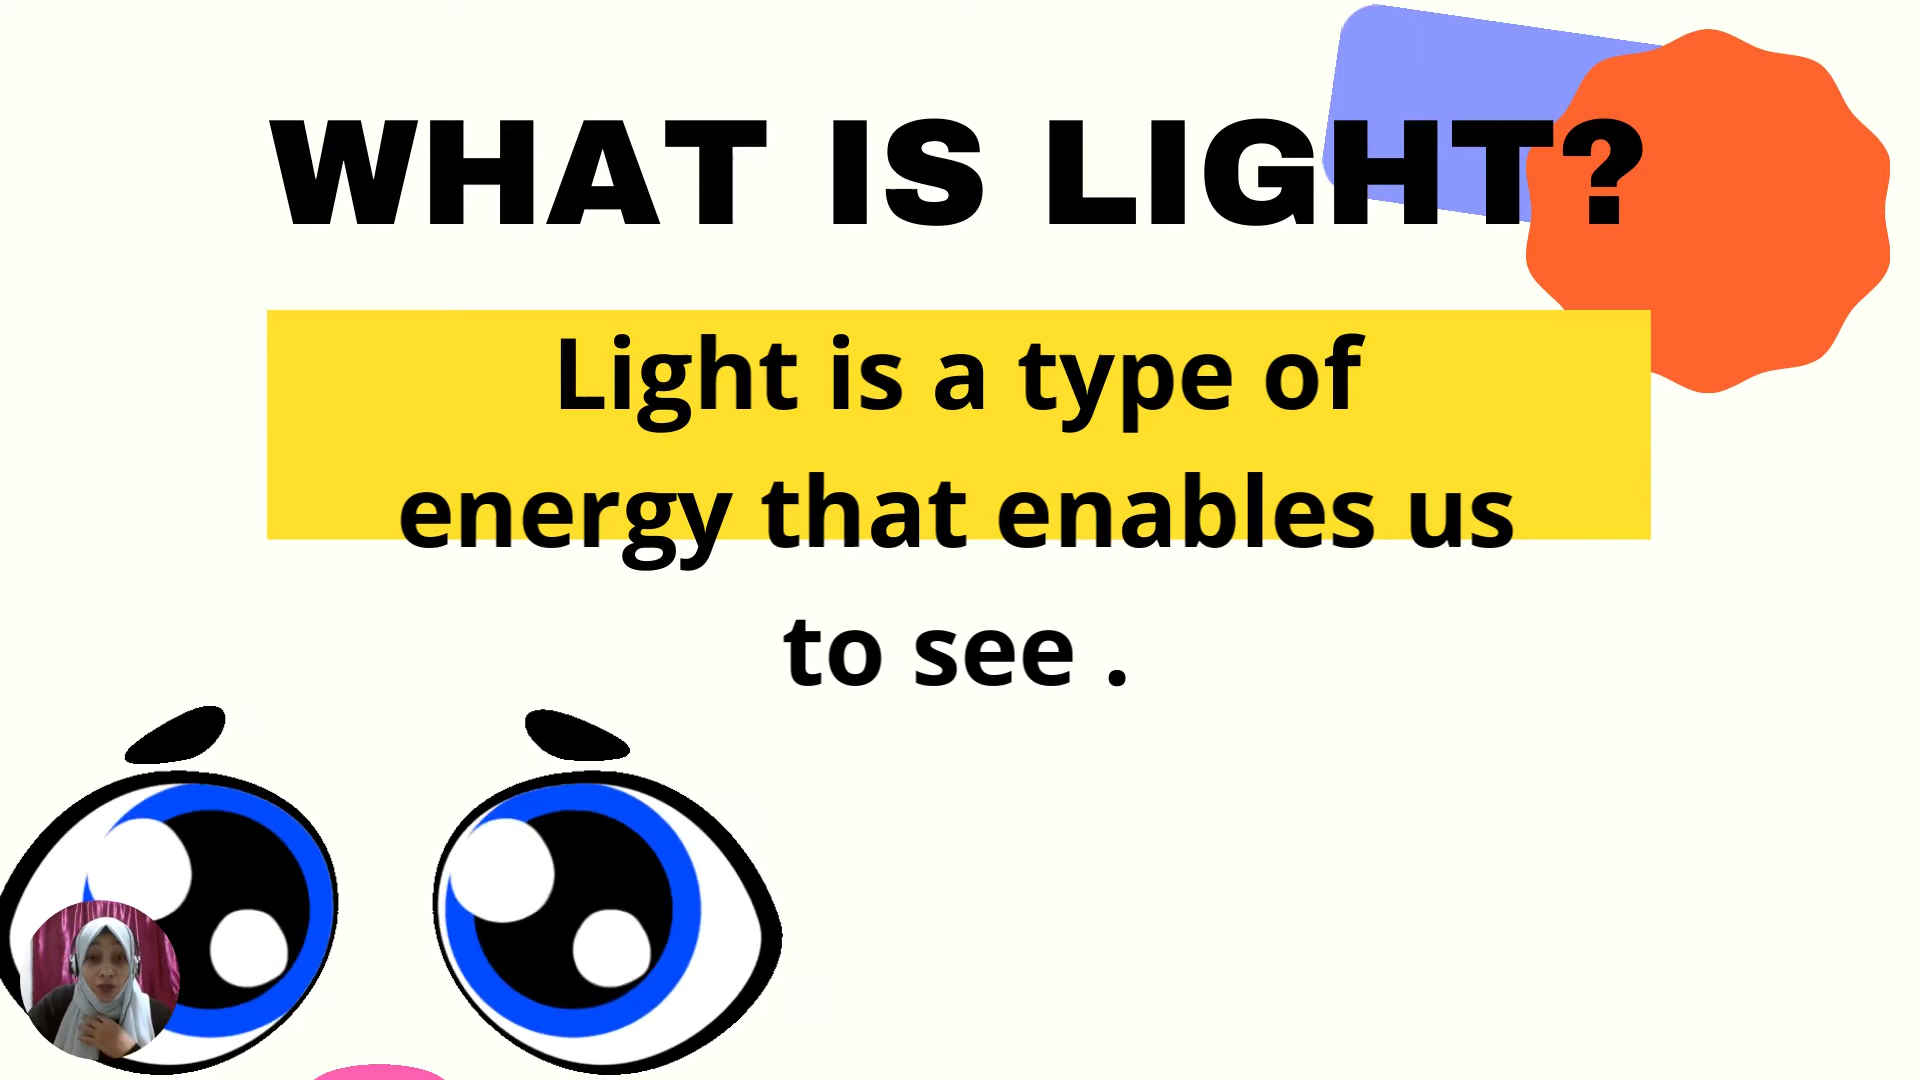 WHAT IS LIGHT?
Light is a type of
energy that enables us
to see .